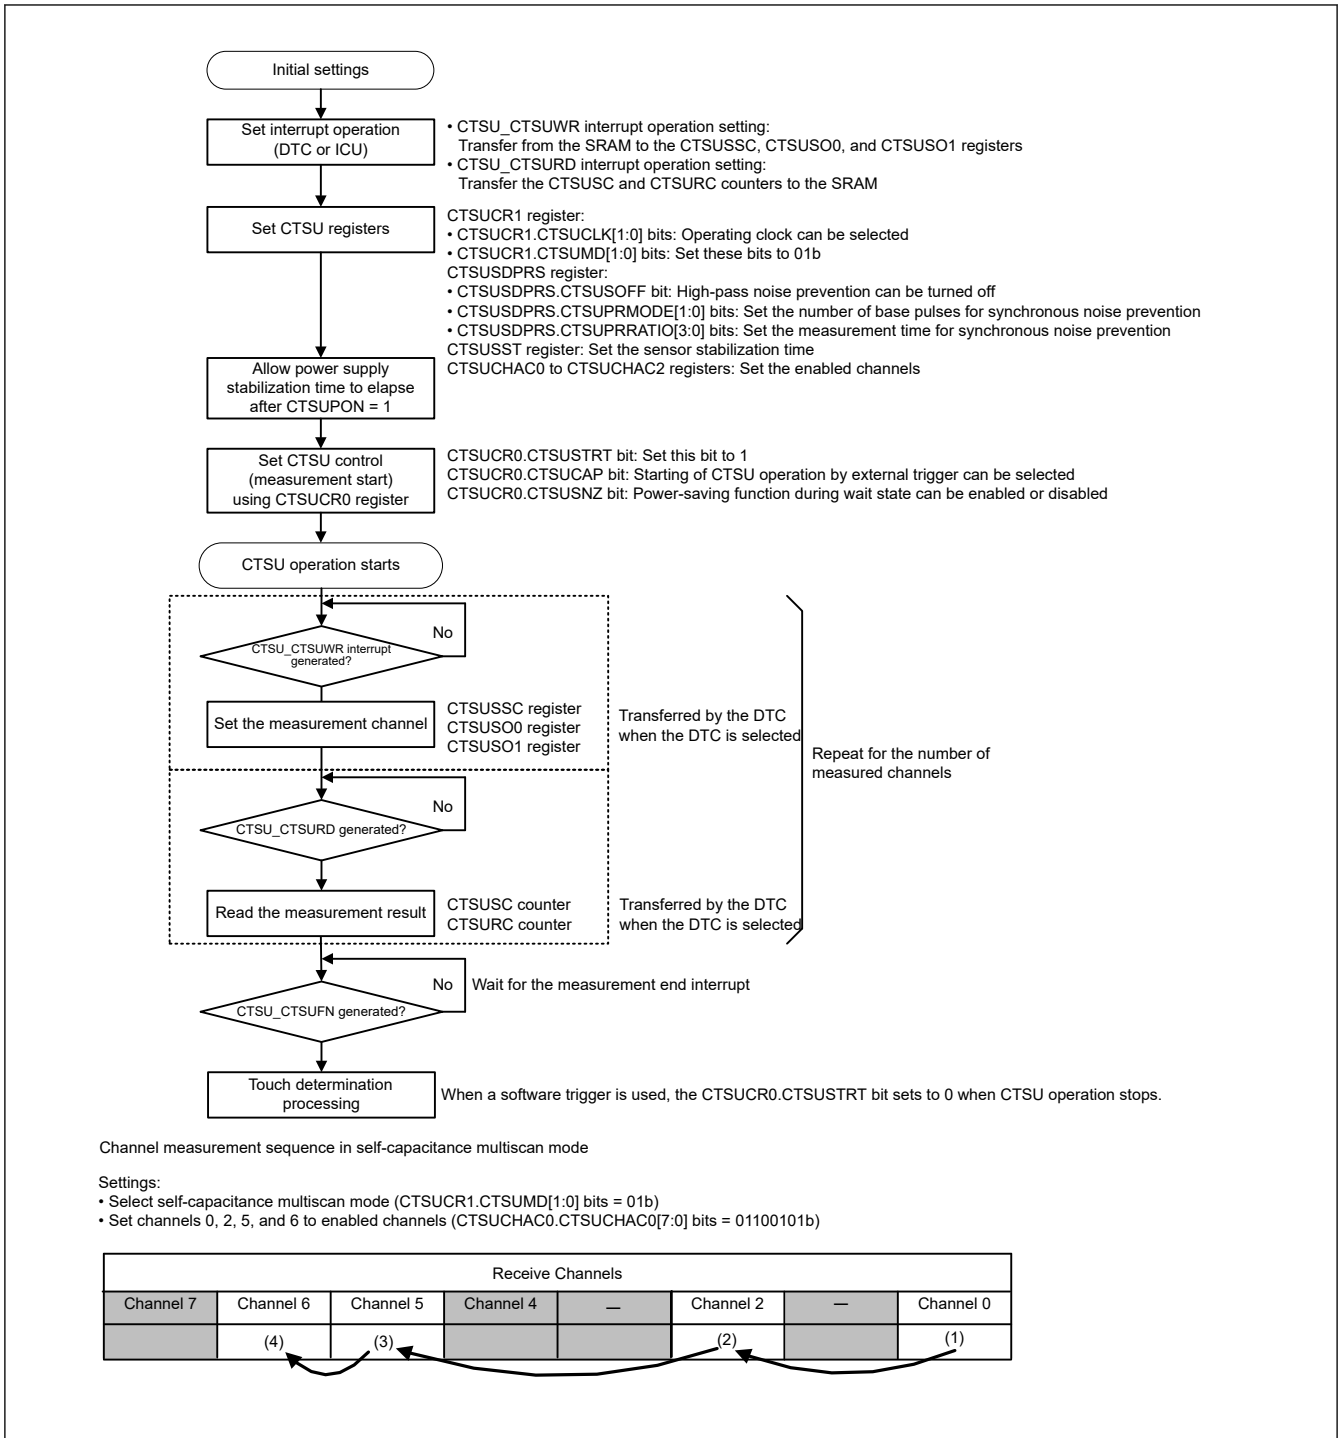 Initial settings
Set interrupt operation
(DTC or ICU)
• CTSU_CTSUWR interrupt operation setting:
Transfer from the SRAM to the CTSUSSC, CTSUSO0, and CTSUSO1 registers
• CTSU_CTSURD interrupt operation setting:
Transfer the CTSUSC and CTSURC counters to the SRAM
Set CTSU registers
CTSUCR1 register:
• CTSUCR1.CTSUCLK[1:0] bits: Operating clock can be selected
• CTSUCR1.CTSUMD[1:0] bits: Set these bits to 01b
CTSUSDPRS register:
• CTSUSDPRS.CTSUSOFF bit: High-pass noise prevention can be turned off
• CTSUSDPRS.CTSUPRMODE[1:0] bits: Set the number of base pulses for synchronous noise prevention
• CTSUSDPRS.CTSUPRRATIO[3:0] bits: Set the measurement time for synchronous noise prevention
CTSUSST register: Set the sensor stabilization time
CTSUCHAC0 to CTSUCHAC2 registers: Set the enabled channels
Allow power supply
stabilization time to elapse
after CTSUPON = 1
Set CTSU control
(measurement start)
using CTSUCR0 register
CTSUCR0.CTSUSTRT bit: Set this bit to 1
CTSUCR0.CTSUCAP bit: Starting of CTSU operation by external trigger can be selected
CTSUCR0.CTSUSNZ bit: Power-saving function during wait state can be enabled or disabled
CTSU operation starts
No
CTSU_CTSUWR interrupt
generated?
Set the measurement channel
CTSUSSC register
CTSUSO0 register
CTSUSO1 register
Transferred by the DTC
when the DTC is selected
Repeat for the number of
measured channels
No
CTSU_CTSURD generated?
Read the measurement result
CTSUSC counter
CTSURC counter
Transferred by the DTC
when the DTC is selected
No
Wait for the measurement end interrupt
CTSU_CTSUFN generated?
Touch determination
processing
When a software trigger is used, the CTSUCR0.CTSUSTRT bit sets to 0 when CTSU operation stops.
Channel measurement sequence in self-capacitance multiscan mode
Settings:
• Select self-capacitance multiscan mode (CTSUCR1.CTSUMD[1:0] bits = 01b)
• Set channels 0, 2, 5, and 6 to enabled channels (CTSUCHAC0.CTSUCHAC0[7:0] bits = 01100101b)
Receive Channels
Channel 7 Channel 6 Channel 5 Channel 4 — Channel 2 — Channel 0
(4) (3) (2) (1)